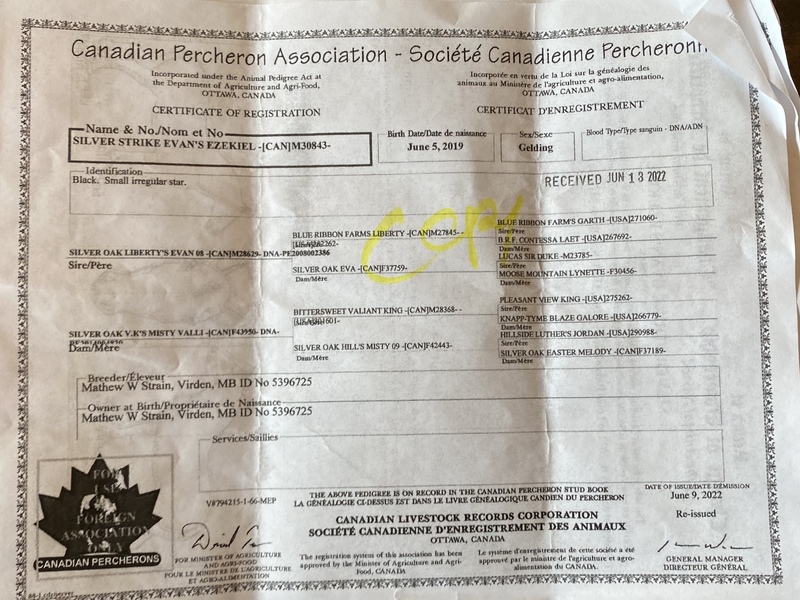 Canadian Percheron Association - Société Canadienne Percheronn
Incorporated under the Animal Pedigree Act at
the Department of Agriculture and Agri-Food,
OTTAWA, CANADA
Incorporée en vertu de la Loi sur la généalogie des
animaux au Ministère de l'agriculture et agro-alimentation,
OTTAWA, CANADA
CERTIFICATE OF REGISTRATION
CERTIFICAT D'ENREGISTREMENT
Name & No/Nom et No
SILVER STRIKE EVAN'S EZEKIEL -[CAN]M30843-
Birth Date/Date de naissance
June 5, 2019
Sex/Sexe
Gelding
Blood Type/Type sanguin - DNA/ADN
Identification
Black. Small irregular star.
RECEIVED JUN 13 2022
COPY
SILVER OAK LIBERTY'S EVAN 08 -[CAN]M28629- DNA-PE2008002386
Sire/Père
SILVER OAK V.K'S MISTY VALLI -[CAN]F43950- DNA-
Dam/Mère
BLUE RIBBON FARMS LIBERTY -[CAN]M27845-
SILVER OAK EVA -[CAN]F37759-
Dam/Mère
BITTERSWEET VALIANT KING -[CAN]M28368-
SILVER OAK HILL'S MISTY 09 -[CAN]F42443-
Dam/Mère
BLUE RIBBON FARM'S GARTH -[USA]271060-
Sire/Père
B.R.F. CONTESSA LAET -[USA]267692-
Dam/Mère
LUCAS SIR DUKE -M23785-
Sire/Père
MOOSE MOUNTAIN LYNETTE -F30456-
Dam/Mère
PLEASANT VIEW KING -[USA]275262-
Sire/Père
KNAPP-TYME BLAZE GALORE -[USA]266779-
Dam/Mère
HILLSIDE LUTHER'S JORDAN -[USA]290988-
Sire/Père
SILVER OAK EASTER MELODY -[CAN]F37189-
Dam/Mère
Breeder/Éleveur
Mathew W Strain, Virden, MB ID No 5396725
Owner at Birth/Propriétaire de Naissance
Mathew W Strain, Virden, MB ID No 5396725
Services/Saillies
FOR
USE
FOREIGN
ASSOCIATION
ONLY
CANADIAN PERCHERONS
V#794215-1-66-MEP
THE ABOVE PEDIGREE IS ON RECORD IN THE CANADIAN PERCHERON STUD BOOK
LA GÉNÉALOGIE CI-DESSUS EST DANS LE LIVRE GÉNÉALOGIQUE CANDIEN DU PERCHERON
CANADIAN LIVESTOCK RECORDS CORPORATION
SOCIÉTÉ CANADIENNE D'ENREGISTREMENT DES ANIMAUX
OTTAWA, CANADA
DATE OF ISSUE/DATE D'ÉMISSION
June 9, 2022
Re-issued
FOR MINISTER OF AGRICULTURE
AND AGRI-FOOD
POUR LE MINISTRE DE L'AGRICULTURE
ET AGRO-ALIMENTATION
The registration system of this association has been
approved by the Minister of Agriculture and Agri-
Food, CANADA
Le système d'enregistrement de cette société a été
approuvé par le ministre de l'agriculture et agro-
alimentation du CANADA.
GENERAL MANAGER
DIRECTEUR GÉNÉRAL